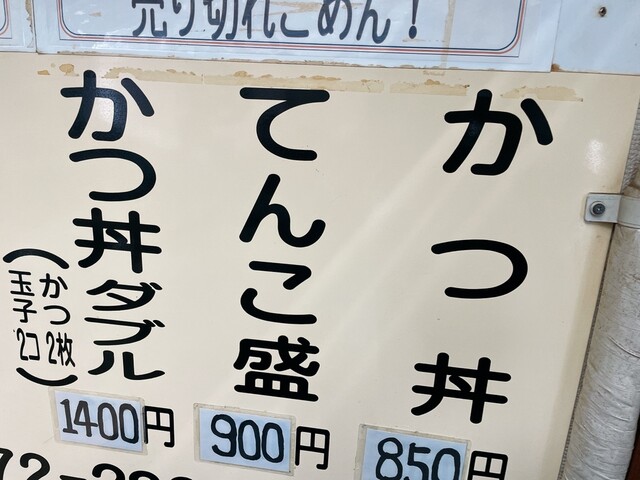 売り切れごめん！
かつ丼
850円
てんこ盛
900円
かつ丼ダブル
（かつ2枚
玉子2コ）
1400円